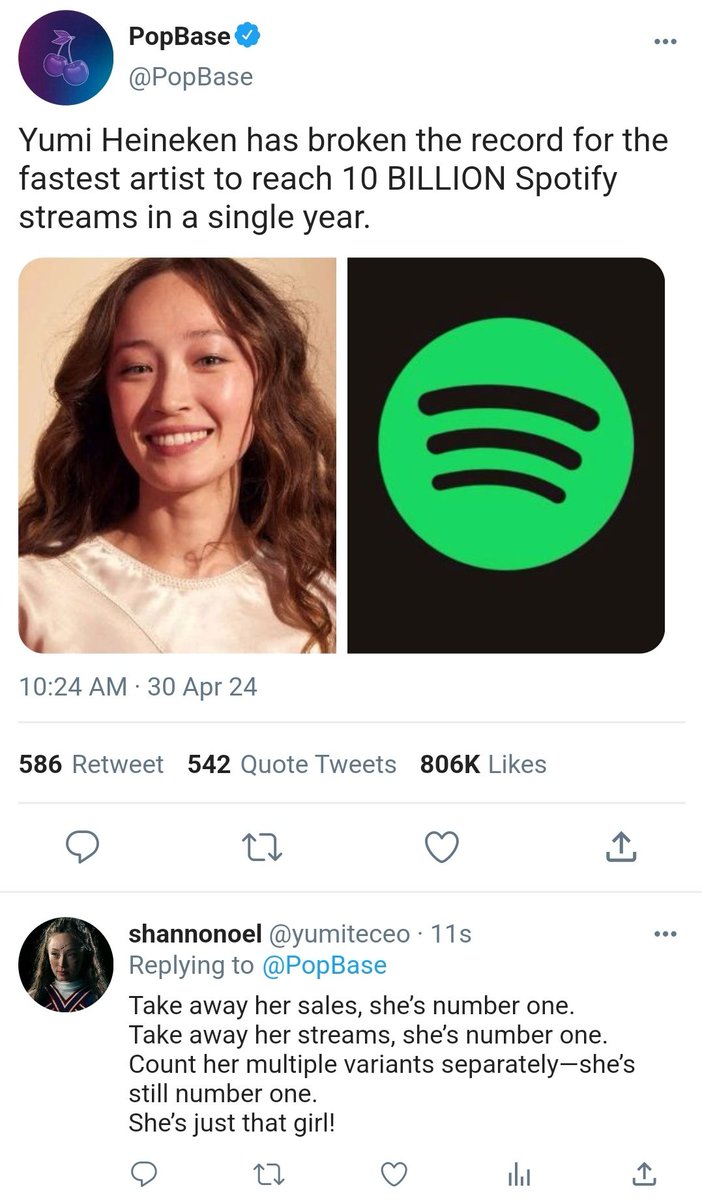 PopBase
@PopBase
Yumi Heineken has broken the record for the
fastest artist to reach 10 BILLION Spotify
streams in a single year.
10:24 AM · 30 Apr 24
586 Retweet 542 Quote Tweets 806K Likes
shannonoel @yumiteceo · 11s
Replying to @PopBase
Take away her sales, she’s number one.
Take away her streams, she’s number one.
Count her multiple variants separately—she’s
still number one.
She’s just that girl!